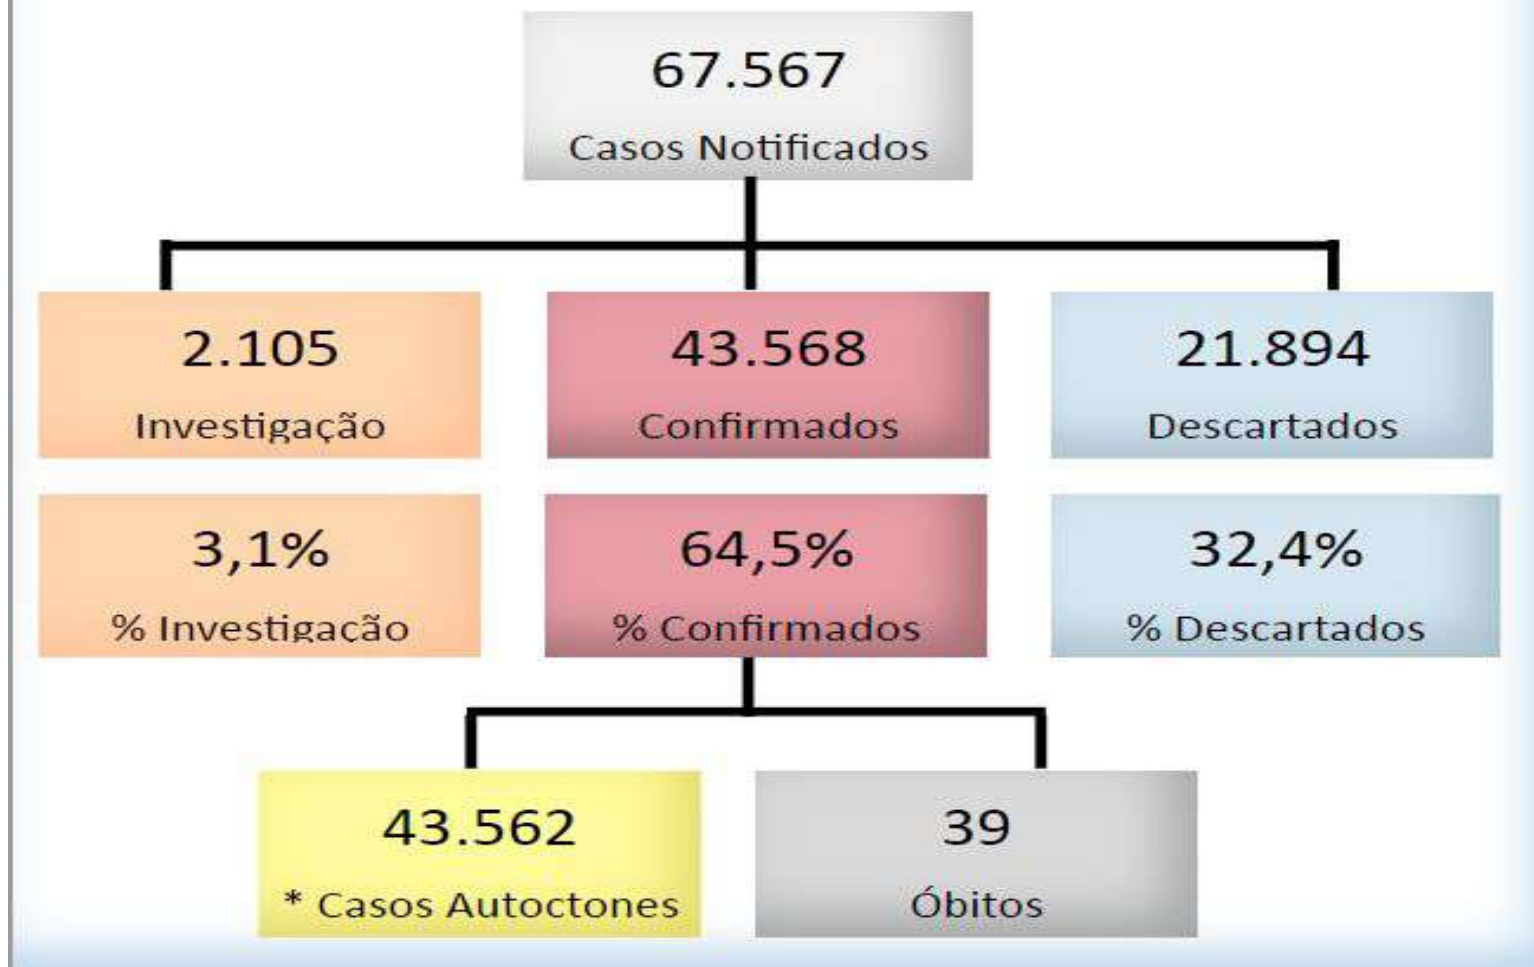 67.567
Casos Notificados
2.105
Investigação
43.568
Confirmados
21.894
Descartados
3,1%
% Investigação
64,5%
% Confirmados
32,4%
% Descartados
43.562
* Casos Autoctones
39
Óbitos